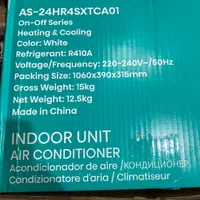 AS-24HR4SXTCA01
On-Off Series
Heating & Cooling
Color: White
Refrigerant: R410A
Voltage/Frequency: 220-240V~/60Hz
Packing Size: 1060x390x315mm
Gross Weight: 15kg
Net Weight: 12.5kg
Made in China
INDOOR UNIT
AIR CONDITIONER
Acondicionador de aire /КОНДИЦИОНЕР
Condizionatore d'aria / Climatiseur